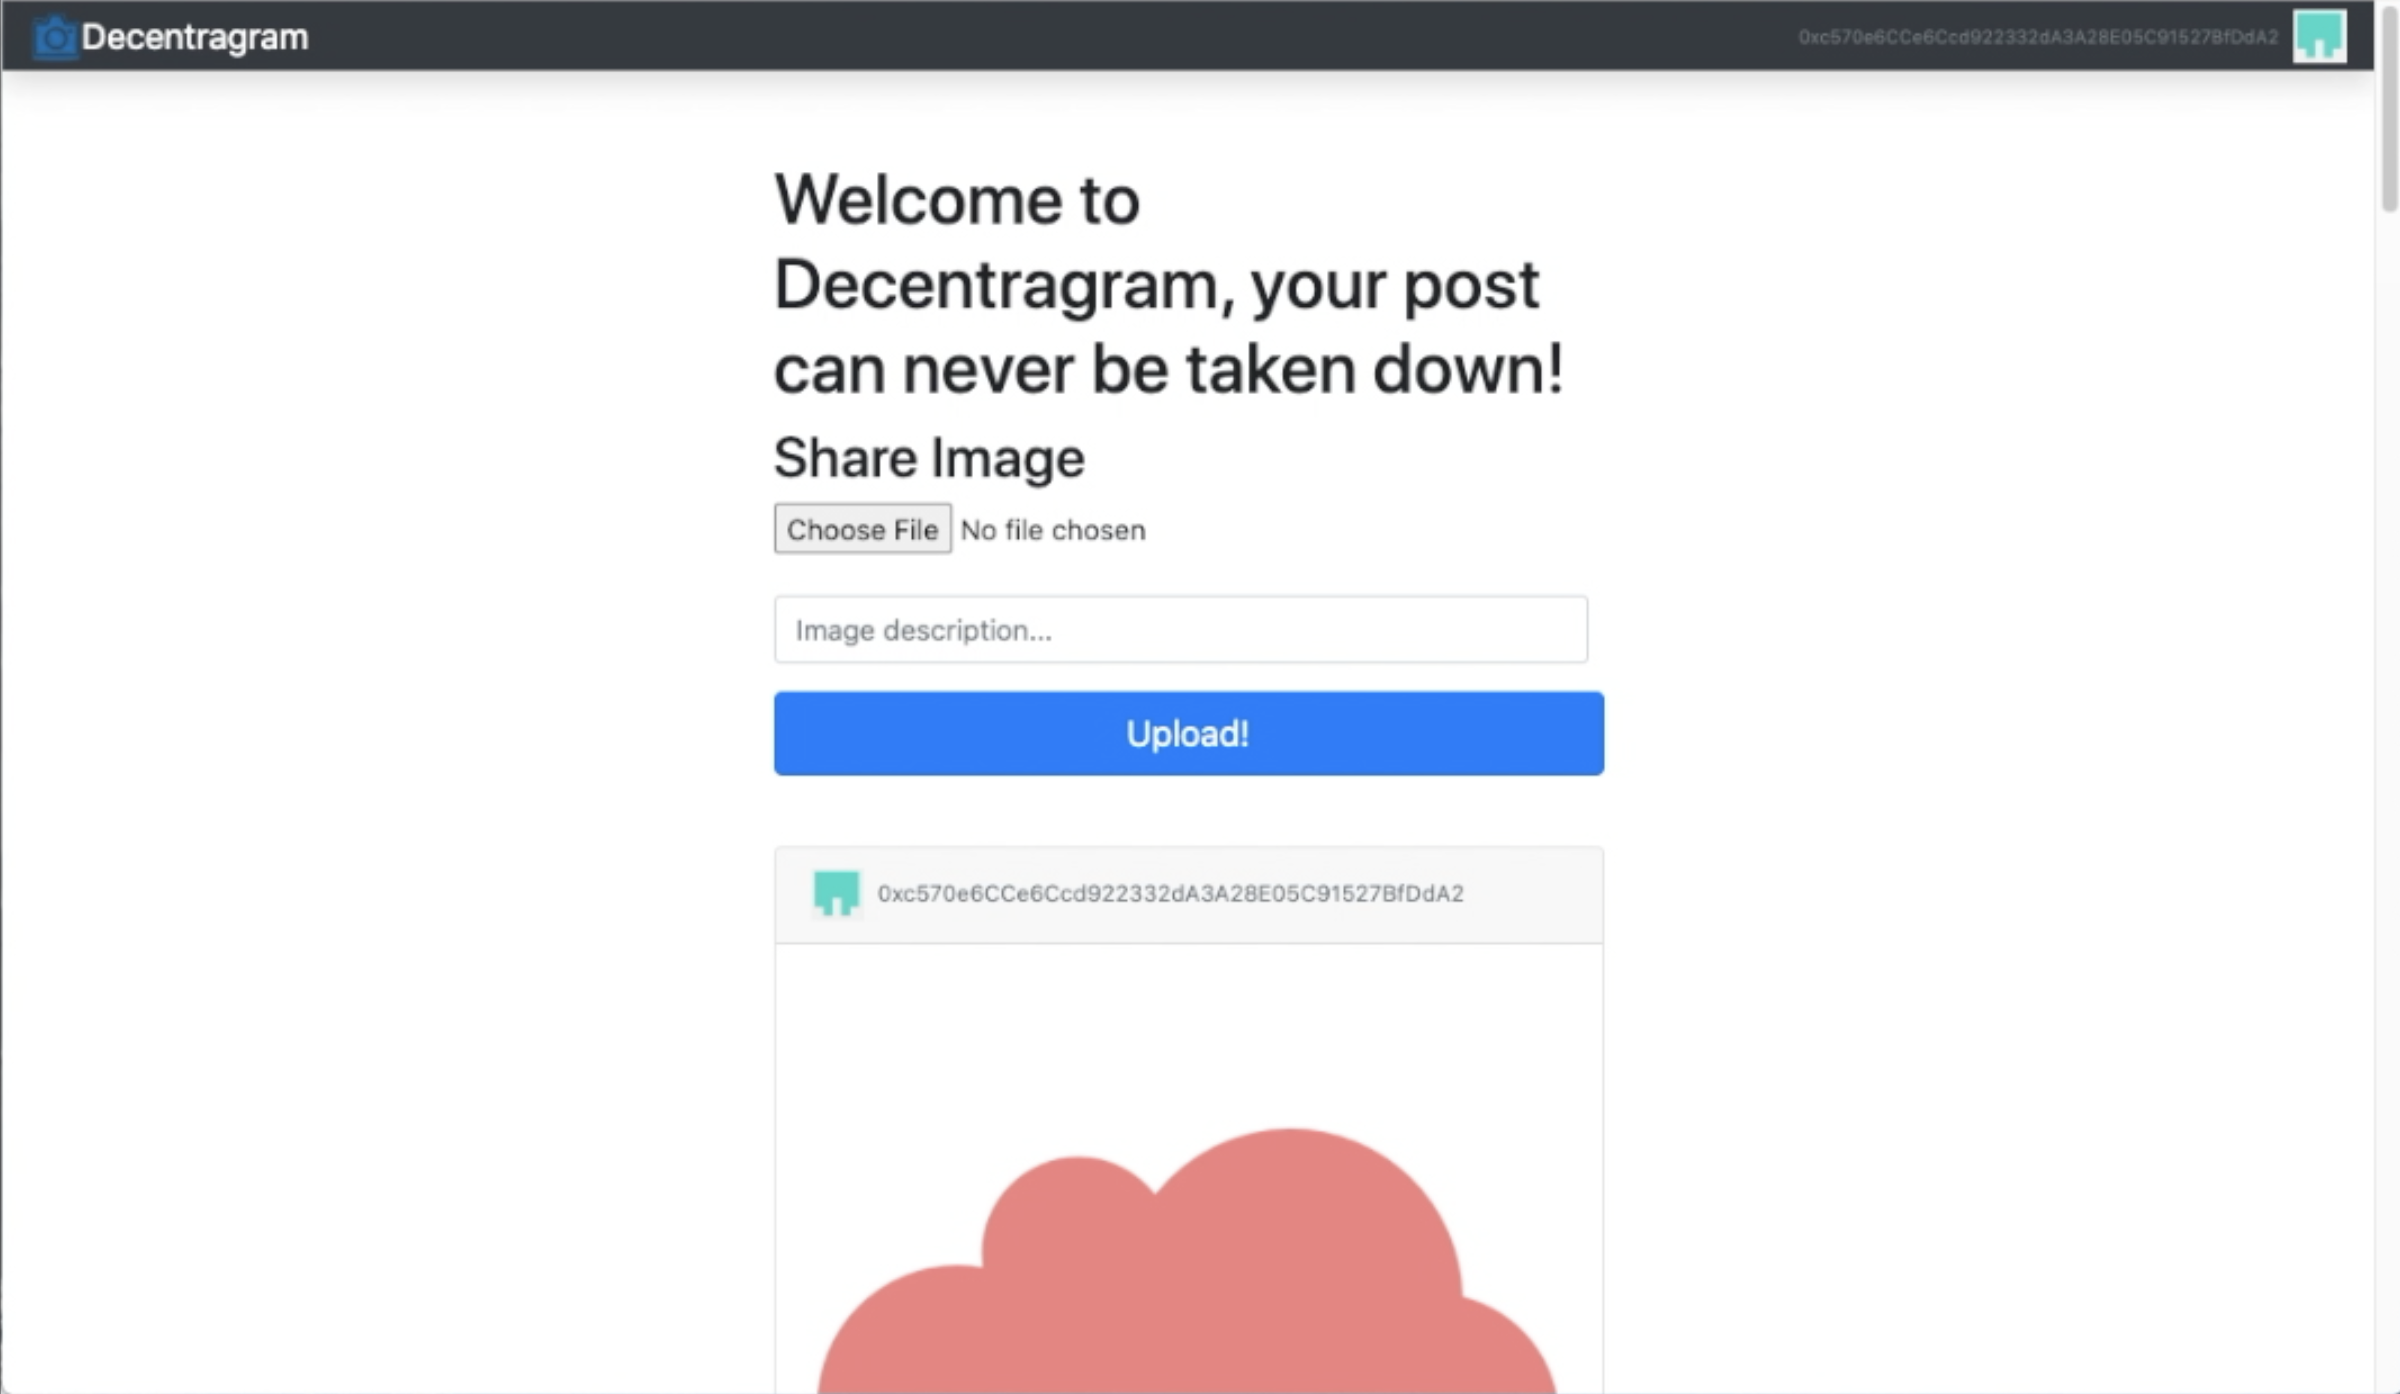 Decentragram
0xc570e6CCe6Ccd922332dA3A28E05C91527BfDdA2
Welcome to
Decentragram, your post
can never be taken down!
Share Image
Choose File No file chosen
Image description...
Upload!
0xc570e6CCe6Ccd922332dA3A28E05C91527BfDdA2